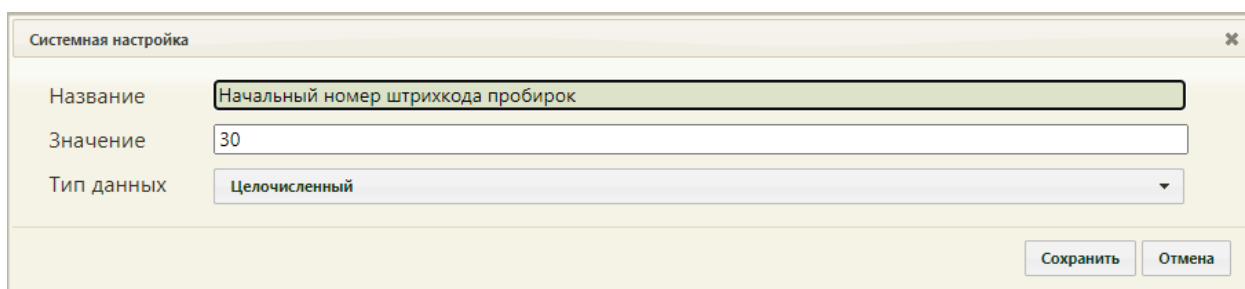 Системная настройка
Название Начальный номер штрихкода пробирок
Значение 30
Тип данных Целочисленный
Сохранить Отмена